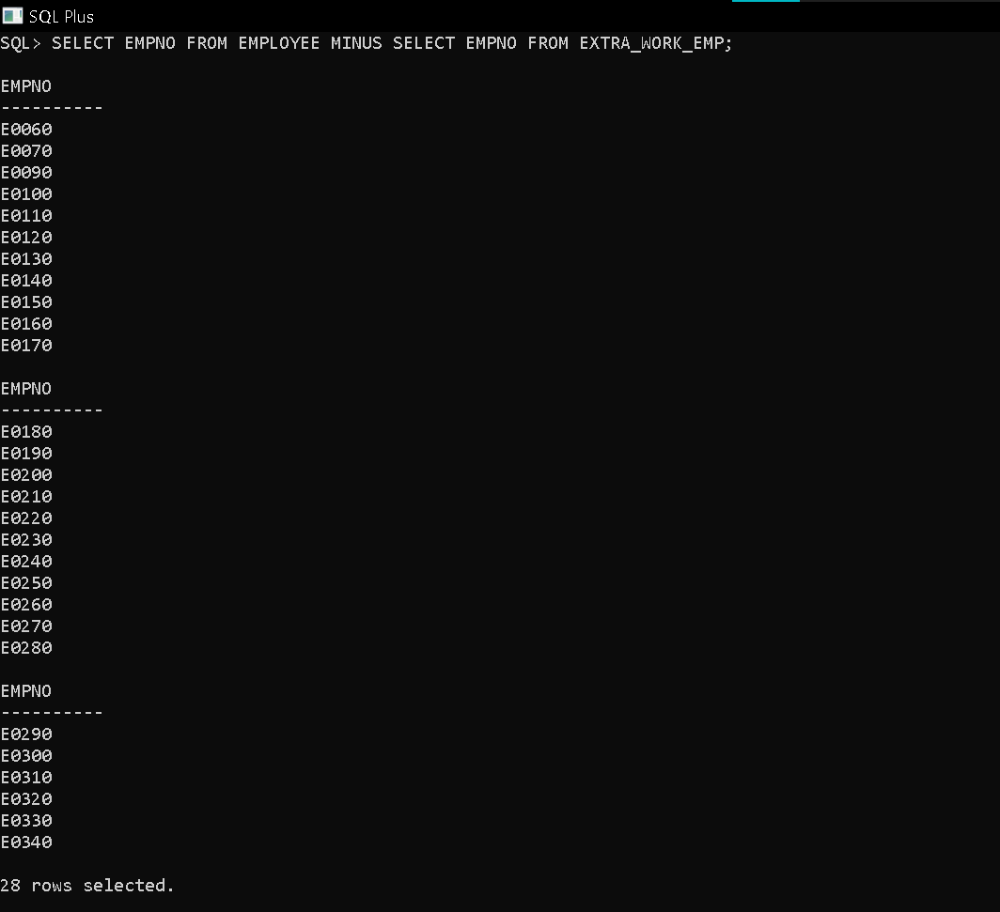 SQL Plus
SQL> SELECT EMPNO FROM EMPLOYEE MINUS SELECT EMPNO FROM EXTRA_WORK_EMP;
EMPNO
----------
E0060
E0070
E0090
E0100
E0110
E0120
E0130
E0140
E0150
E0160
E0170
EMPNO
----------
E0180
E0190
E0200
E0210
E0220
E0230
E0240
E0250
E0260
E0270
E0280
EMPNO
----------
E0290
E0300
E0310
E0320
E0330
E0340
28 rows selected.